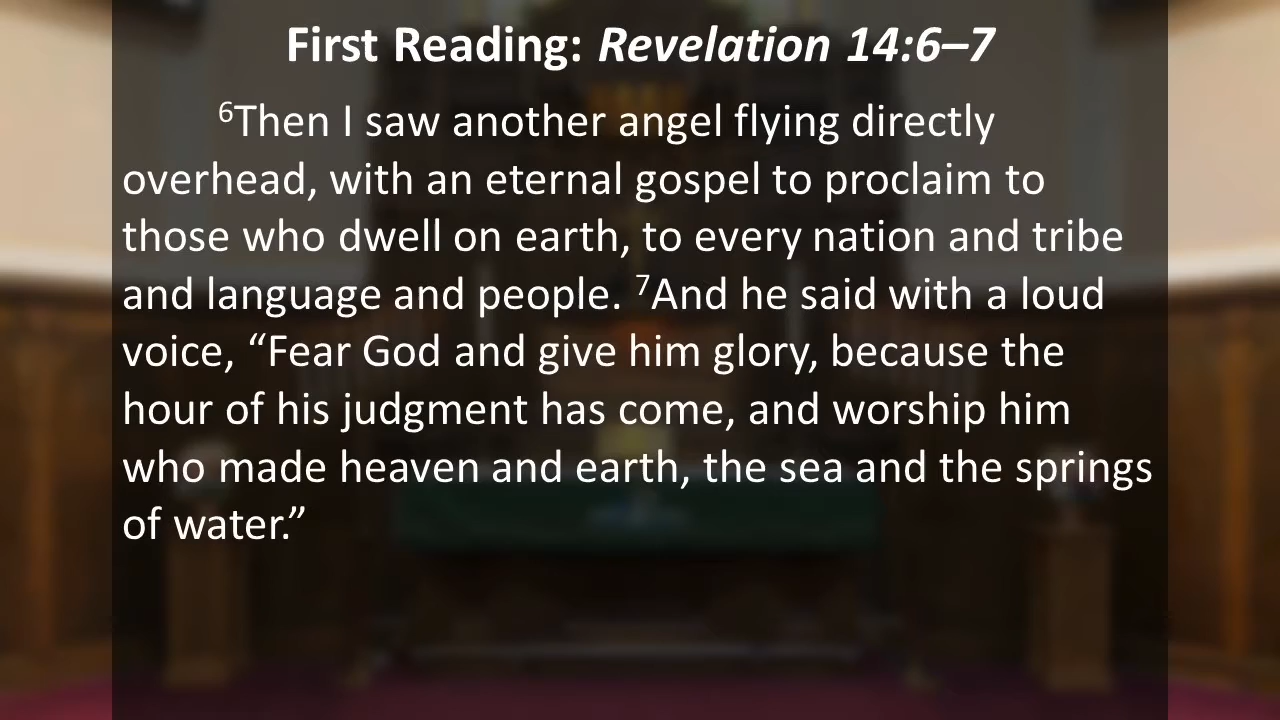 First Reading: Revelation 14:6–7
⁶Then I saw another angel flying directly
overhead, with an eternal gospel to proclaim to
those who dwell on earth, to every nation and tribe
and language and people. ⁷And he said with a loud
voice, “Fear God and give him glory, because the
hour of his judgment has come, and worship him
who made heaven and earth, the sea and the springs
of water.”